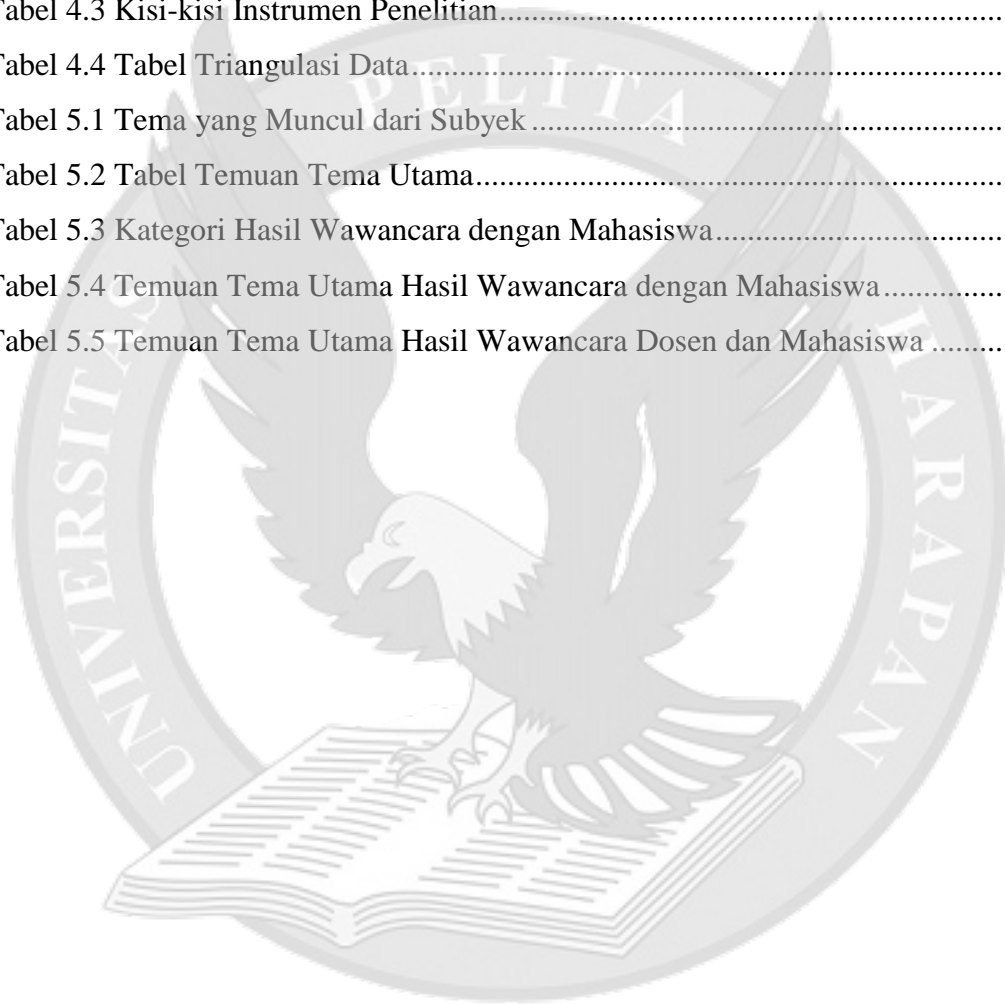 Tabel 4.3 Kisi-kisi Instrumen Penelitian
Tabel 4.4 Tabel Triangulasi Data
Tabel 5.1 Tema yang Muncul dari Subyek
Tabel 5.2 Tabel Temuan Tema Utama
Tabel 5.3 Kategori Hasil Wawancara dengan Mahasiswa
Tabel 5.4 Temuan Tema Utama Hasil Wawancara dengan Mahasiswa
Tabel 5.5 Temuan Tema Utama Hasil Wawancara Dosen dan Mahasiswa
UNIVERSITAS PELITA HARAPAN